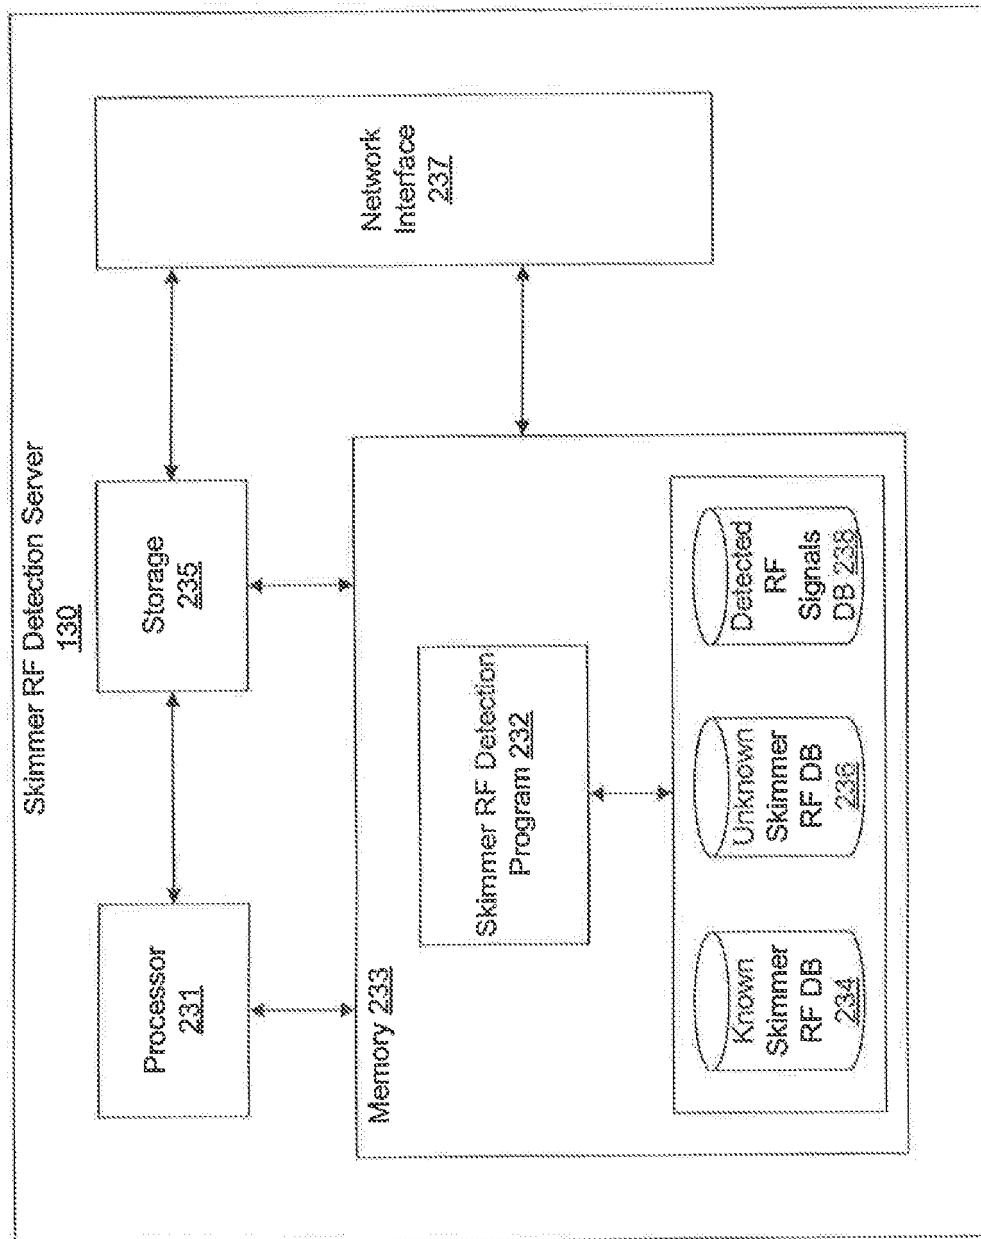 Skimmer RF Detection Server
130
Processor
231
Storage
235
Network
Interface
237
Memory 233
Skimmer RF Detection
Program 232
Known
Skimmer
RF DB
234
Unknown
Skimmer
RF DB
236
Detected
RF
Signals
DB 238